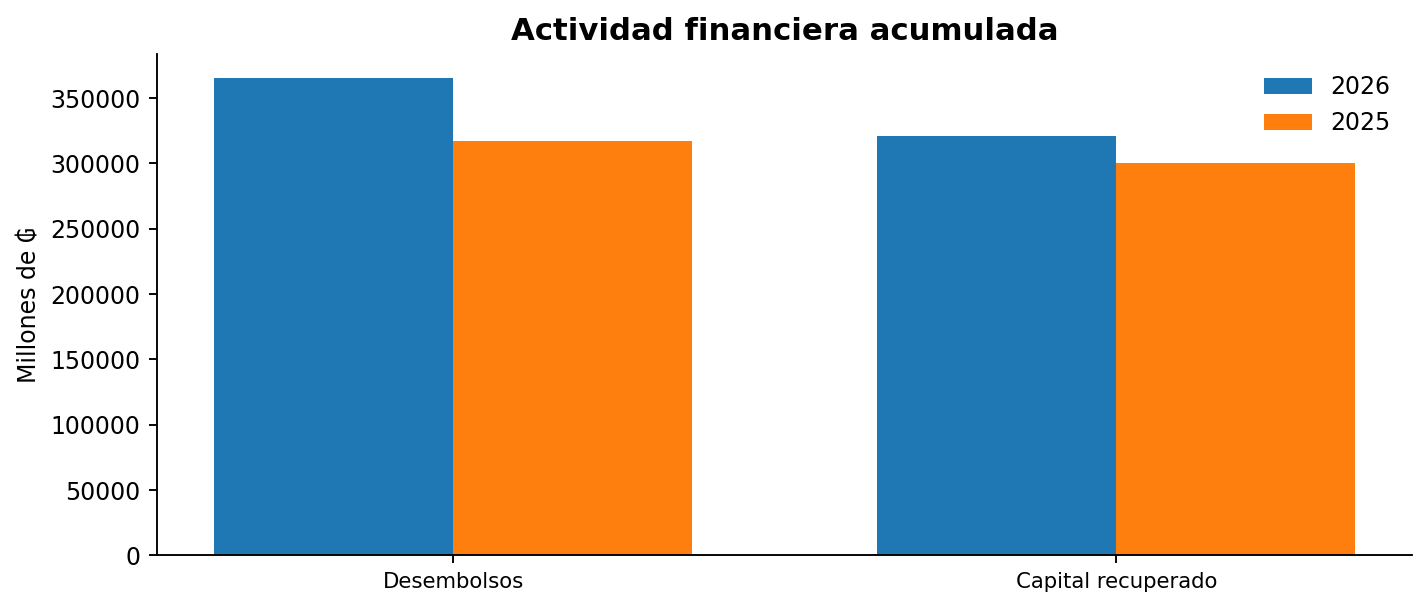 Actividad financiera acumulada
2026
2025
Millones de ₲
350000
300000
250000
200000
150000
100000
50000
0
Desembolsos
Capital recuperado